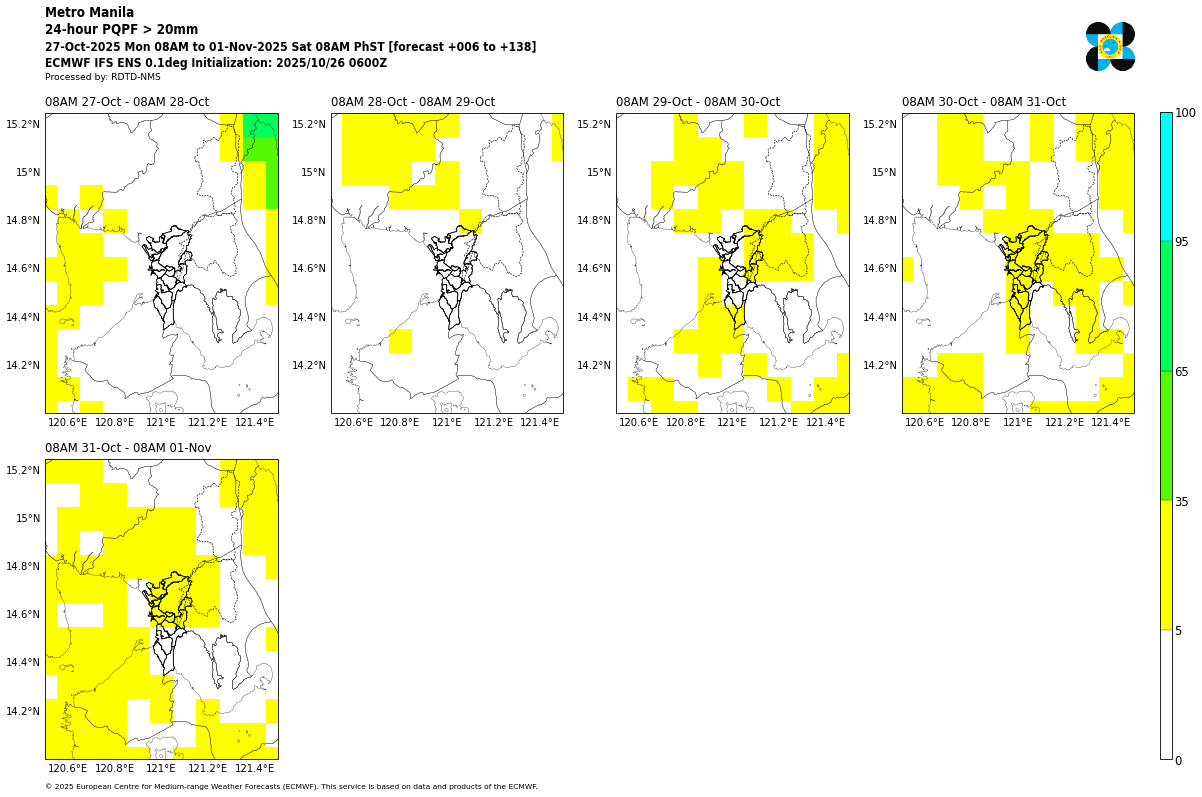 Metro Manila
24-hour PQPF > 20mm
27-Oct-2025 Mon 08AM to 01-Nov-2025 Sat 08AM PhST [forecast +006 to +138]
ECMWF IFS ENS 0.1deg Initialization: 2025/10/26 0600Z
Processed by: RDTD-NMS
08AM 27-Oct - 08AM 28-Oct
08AM 28-Oct - 08AM 29-Oct
08AM 29-Oct - 08AM 30-Oct
08AM 30-Oct - 08AM 31-Oct
15.2°N 15.2°N 15.2°N 15.2°N
15°N 15°N 15°N 15°N
14.8°N 14.8°N 14.8°N 14.8°N
14.6°N 14.6°N 14.6°N 14.6°N
14.4°N 14.4°N 14.4°N 14.4°N
14.2°N 14.2°N 14.2°N 14.2°N
120.6°E 120.8°E 121°E 121.2°E 121.4°E
120.6°E 120.8°E 121°E 121.2°E 121.4°E
120.6°E 120.8°E 121°E 121.2°E 121.4°E
120.6°E 120.8°E 121°E 121.2°E 121.4°E
08AM 31-Oct - 08AM 01-Nov
15.2°N
15°N
14.8°N
14.6°N
14.4°N
14.2°N
120.6°E 120.8°E 121°E 121.2°E 121.4°E
100
95
65
35
5
0
© 2025 European Centre for Medium-range Weather Forecasts (ECMWF). This service is based on data and products of the ECMWF.